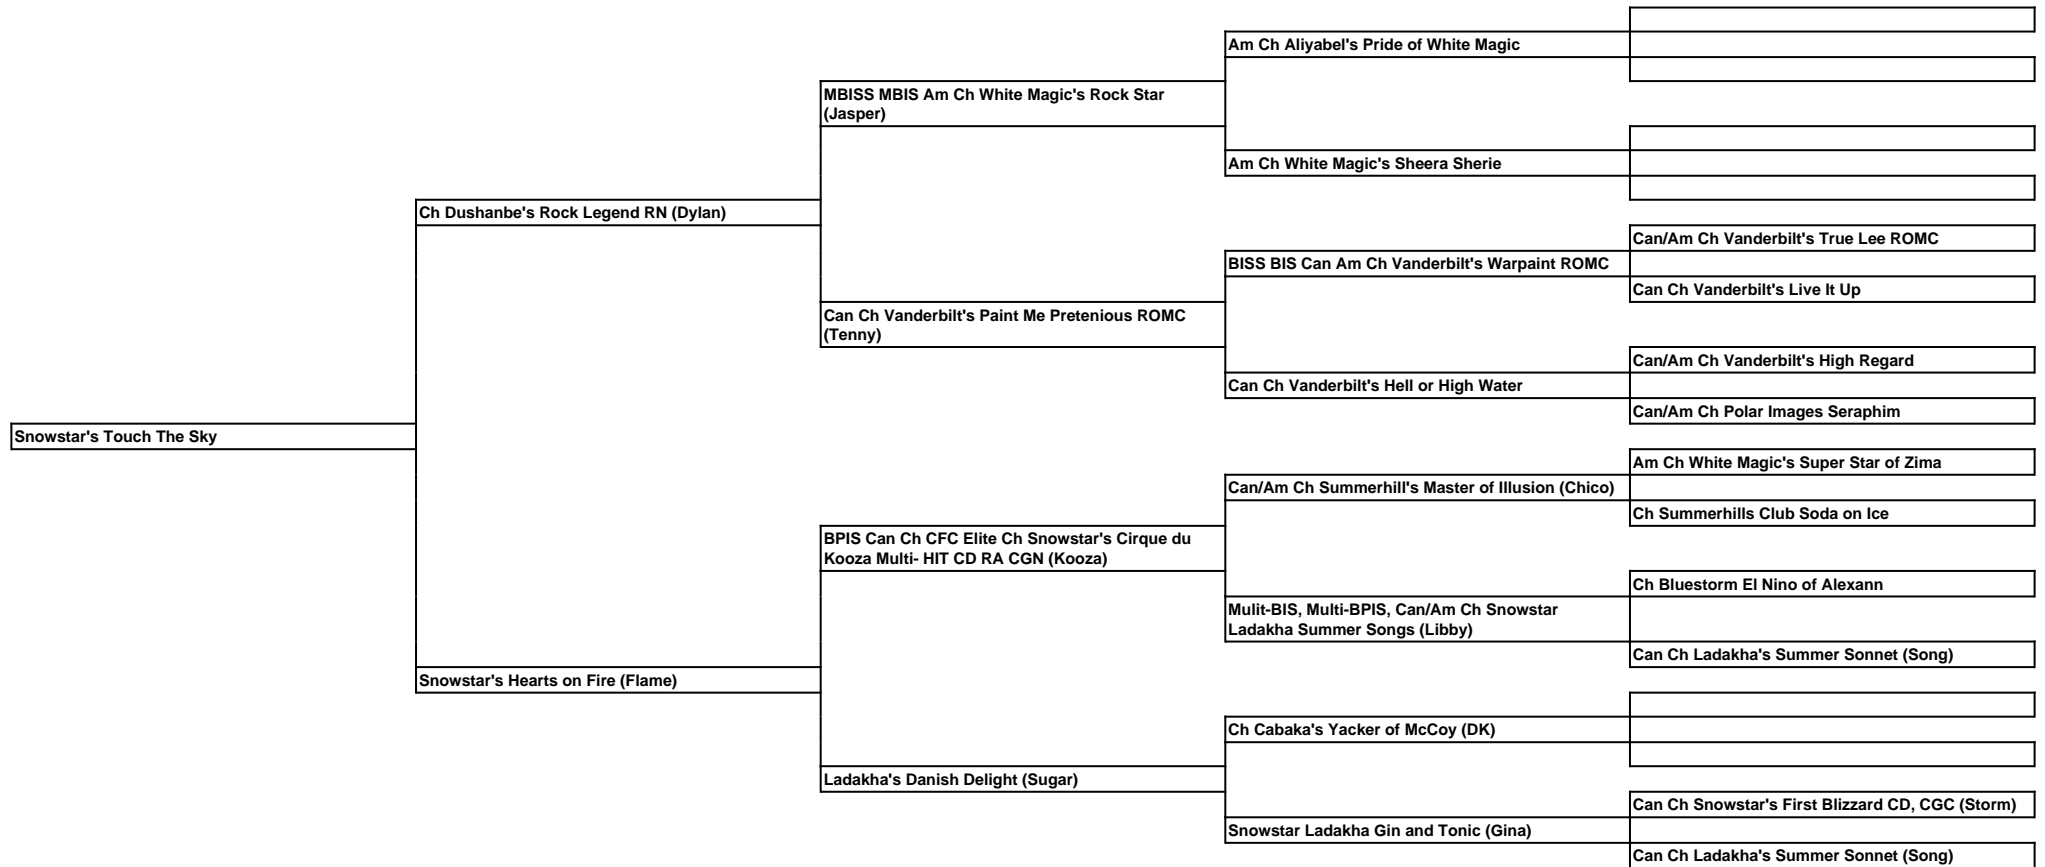 Am Ch Aliyabel's Pride of White Magic
MBISS MBIS Am Ch White Magic's Rock Star
(Jasper)
Am Ch White Magic's Sheera Sherie
Ch Dushanbe's Rock Legend RN (Dylan)
Can/Am Ch Vanderbilt's True Lee ROMC
BISS BIS Can Am Ch Vanderbilt's Warpaint ROMC
Can Ch Vanderbilt's Live It Up
Can Ch Vanderbilt's Paint Me Pretenious ROMC
(Tenny)
Can/Am Ch Vanderbilt's High Regard
Can Ch Vanderbilt's Hell or High Water
Can/Am Ch Polar Images Seraphim
Snowstar's Touch The Sky
Am Ch White Magic's Super Star of Zima
Can/Am Ch Summerhill's Master of Illusion (Chico)
Ch Summerhills Club Soda on Ice
BPIS Can Ch CFC Elite Ch Snowstar's Cirque du
Kooza Multi- HIT CD RA CGN (Kooza)
Ch Bluestorm El Nino of Alexann
Mulit-BIS, Multi-BPIS, Can/Am Ch Snowstar
Ladakha Summer Songs (Libby)
Can Ch Ladakha's Summer Sonnet (Song)
Snowstar's Hearts on Fire (Flame)
Ch Cabaka's Yacker of McCoy (DK)
Ladakha's Danish Delight (Sugar)
Can Ch Snowstar's First Blizzard CD, CGC (Storm)
Snowstar Ladakha Gin and Tonic (Gina)
Can Ch Ladakha's Summer Sonnet (Song)